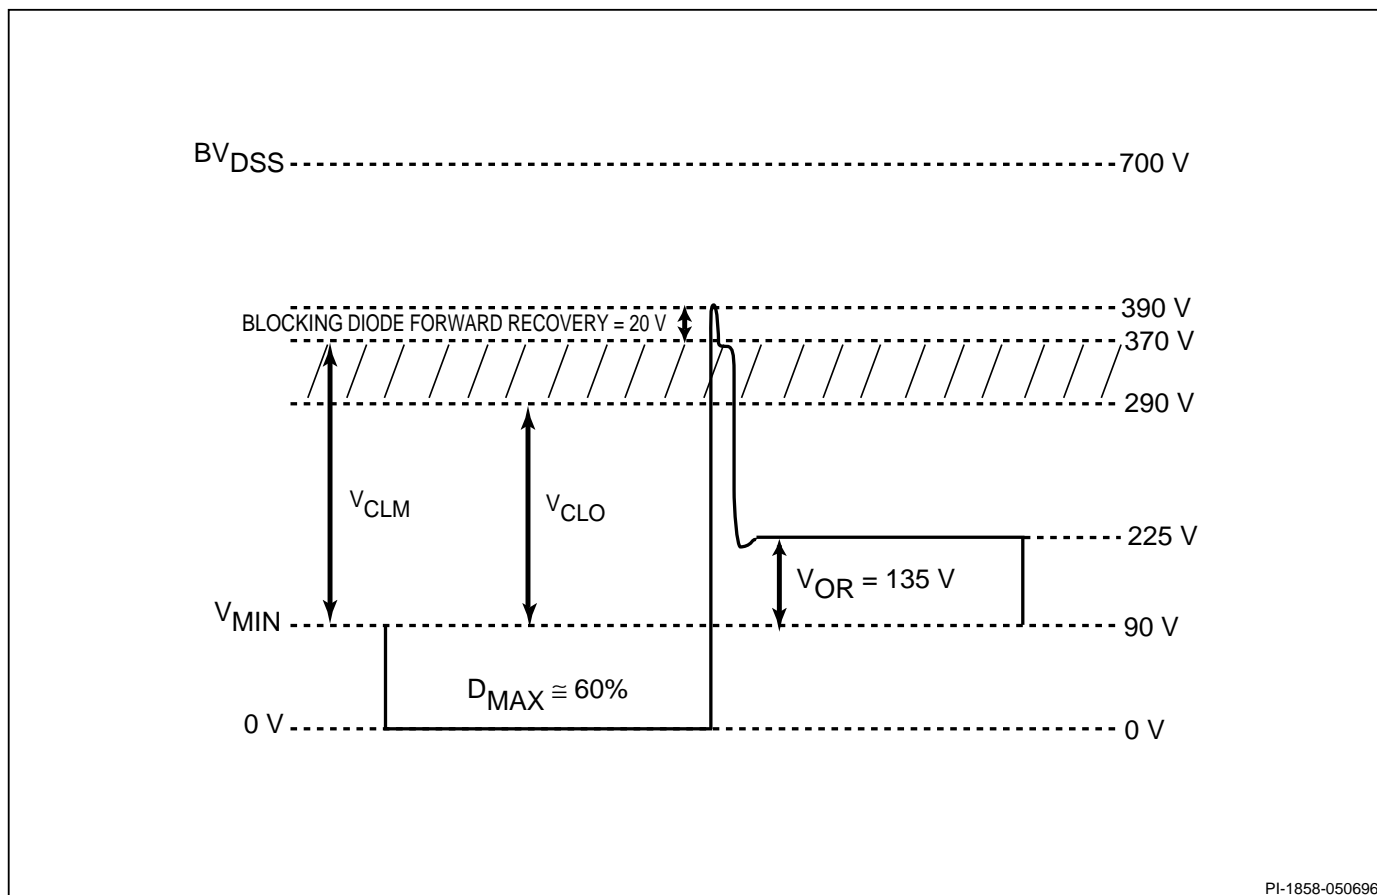 BVDSS 700 V
390 V
BLOCKING DIODE FORWARD RECOVERY = 20 V
370 V
290 V
VCLM
VCLO
225 V
VOR = 135 V
VMIN 90 V
DMAX ≅ 60%
0 V 0 V
PI-1858-050696